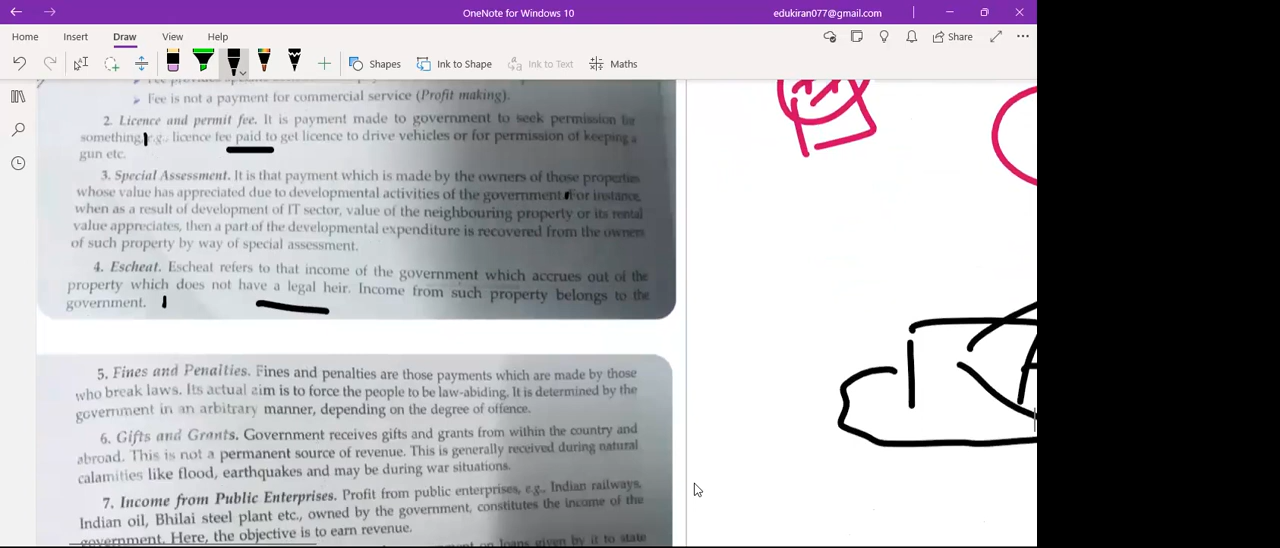 OneNote for Windows 10
edukiran077@gmail.com
Home Insert Draw View Help
Share
Shapes Ink to Shape Ink to Text Maths
Fee is not a payment for commercial service (Profit making).
2. Licence and permit fee. It is payment made to government to seek permission for
something, e.g., licence fee paid to get licence to drive vehicles or for permission of keeping a
gun etc.
3. Special Assessment. It is that payment which is made by the owners of those properties
whose value has appreciated due to developmental activities of the government. For instance,
when as a result of development of IT sector, value of the neighbouring property or its rental
value appreciates, then a part of the developmental expenditure is recovered from the owners
of such property by way of special assessment.
4. Escheat. Escheat refers to that income of the government which accrues out of the
property which does not have a legal heir. Income from such property belongs to the
government.
5. Fines and Penalties. Fines and penalties are those payments which are made by those
who break laws. Its actual aim is to force the people to be law-abiding. It is determined by the
government in an arbitrary manner, depending on the degree of offence.
6. Gifts and Grants. Government receives gifts and grants from within the country and
abroad. This is not a permanent source of revenue. This is generally received during natural
calamities like flood, earthquakes and may be during war situations.
7. Income from Public Enterprises. Profit from public enterprises, e.g., Indian railways,
Indian oil, Bhilai steel plant etc., owned by the government, constitutes the income of the
government. Here, the objective is to earn revenue.
on loans given by it to state